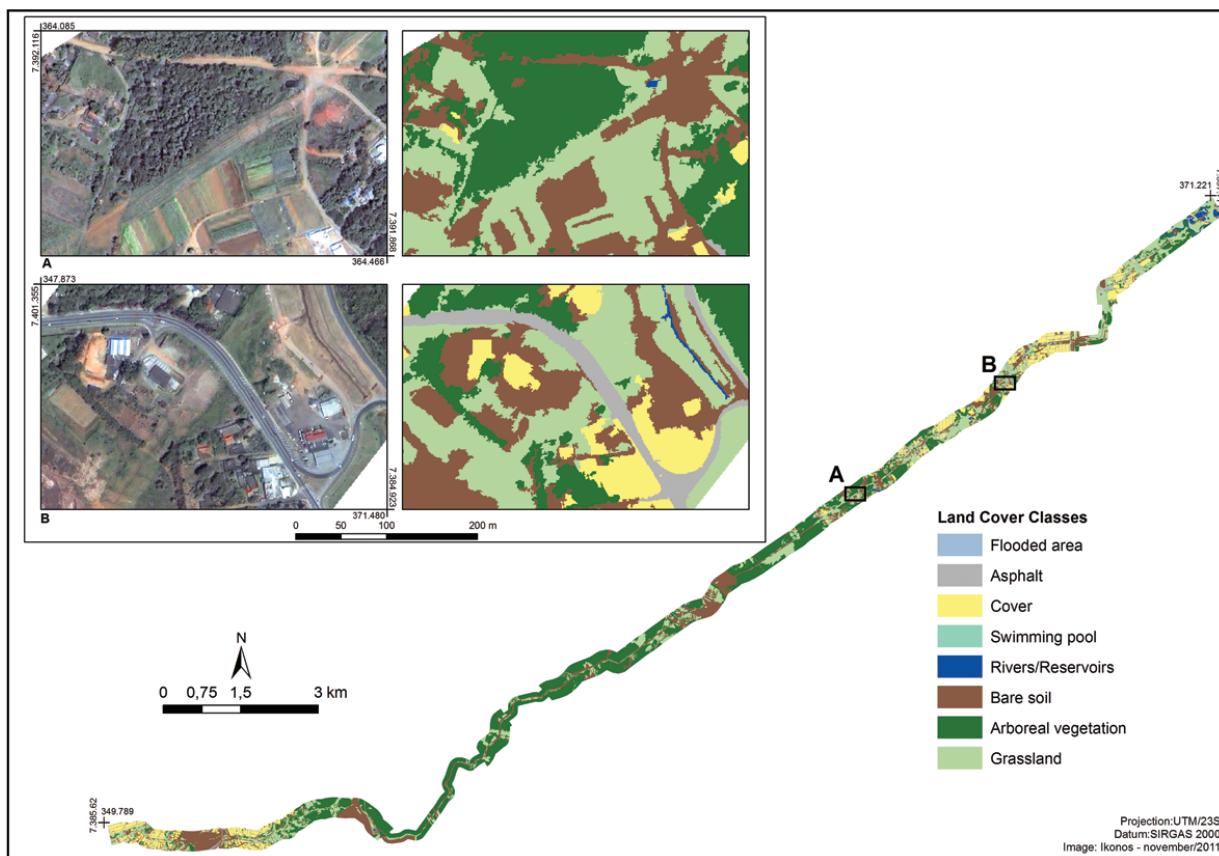 364.085
7.392.116
7.391.868
364.466
A
347.873
7.401.355
7.384.923
371.480
B
0 50 100 200 m
371.221
B
A
Land Cover Classes
Flooded area
Asphalt
Cover
Swimming pool
Rivers/Reservoirs
Bare soil
Arboreal vegetation
Grassland
N
0 0,75 1,5 3 km
7.385.62
349.789
Projection:UTM/23S
Datum:SIRGAS 2000
Image: Ikonos - november/2011